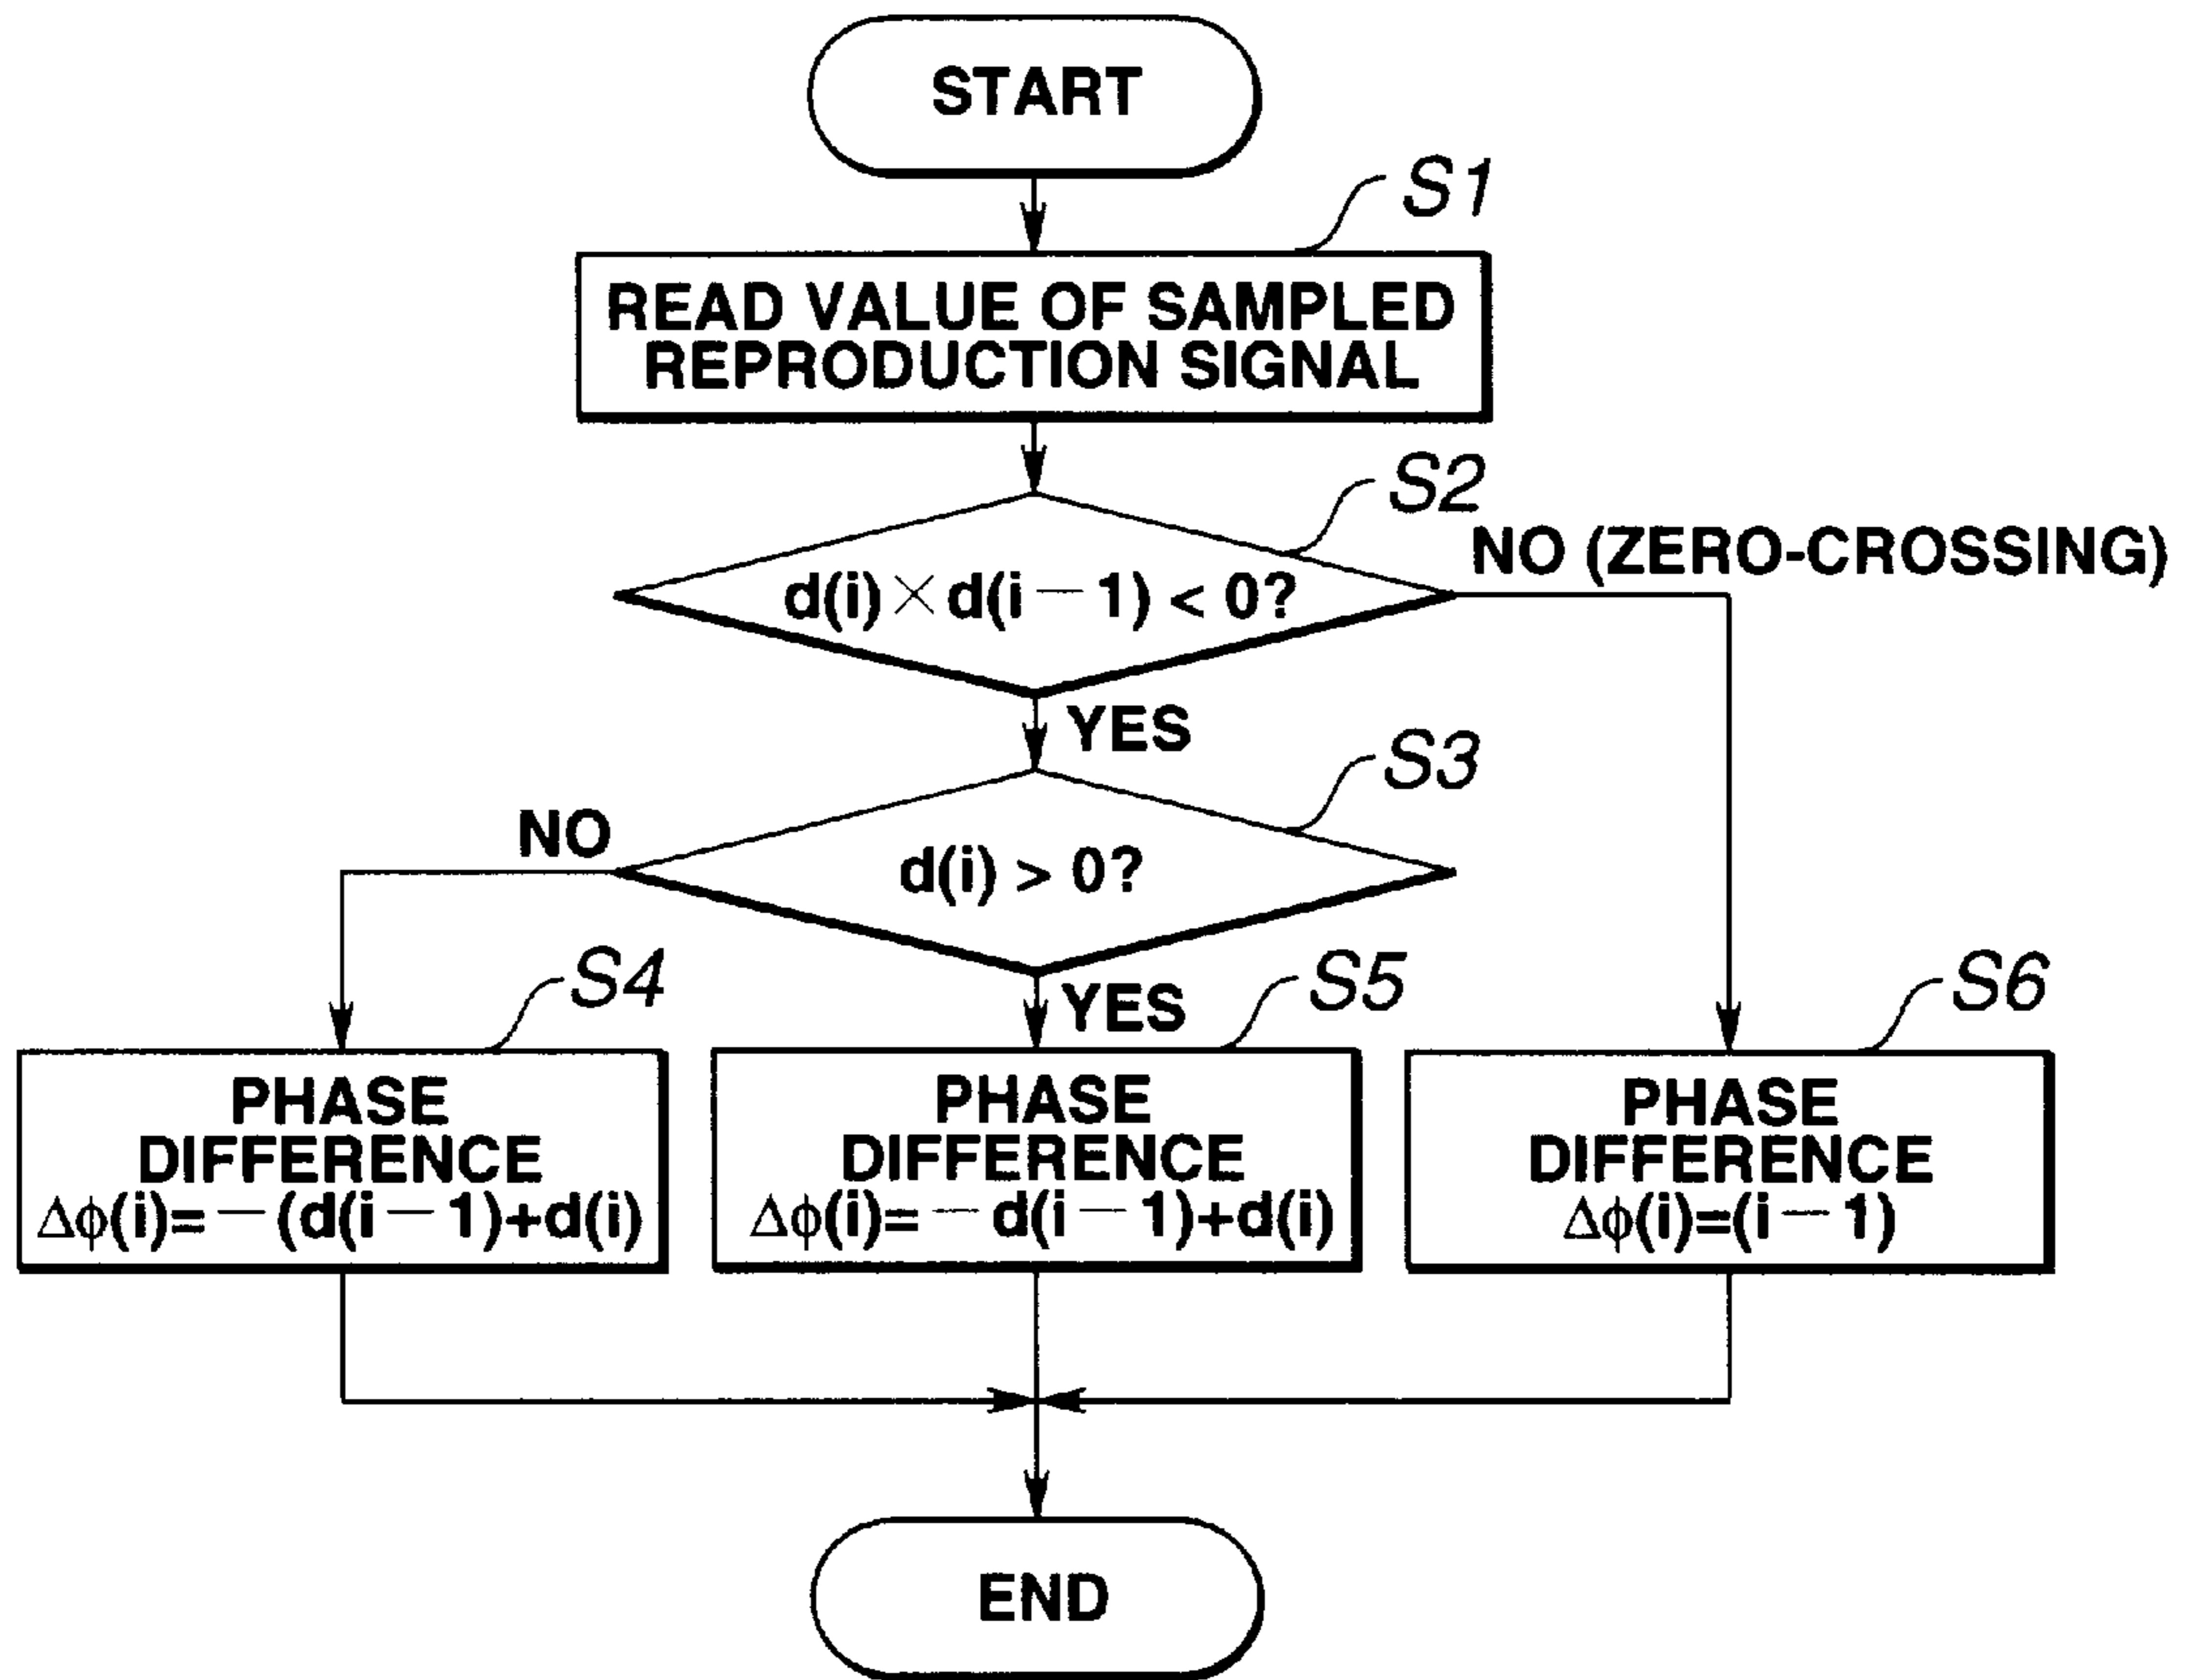 START
S1
READ VALUE OF SAMPLED
REPRODUCTION SIGNAL
S2
NO (ZERO-CROSSING)
d(i)×d(i−1) < 0?
YES
S3
NO
d(i) > 0?
S4
YES
S5
S6
PHASE
DIFFERENCE
Δϕ(i)=−(d(i−1)+d(i)
PHASE
DIFFERENCE
Δϕ(i)=− d(i−1)+d(i)
PHASE
DIFFERENCE
Δϕ(i)=(i−1)
END